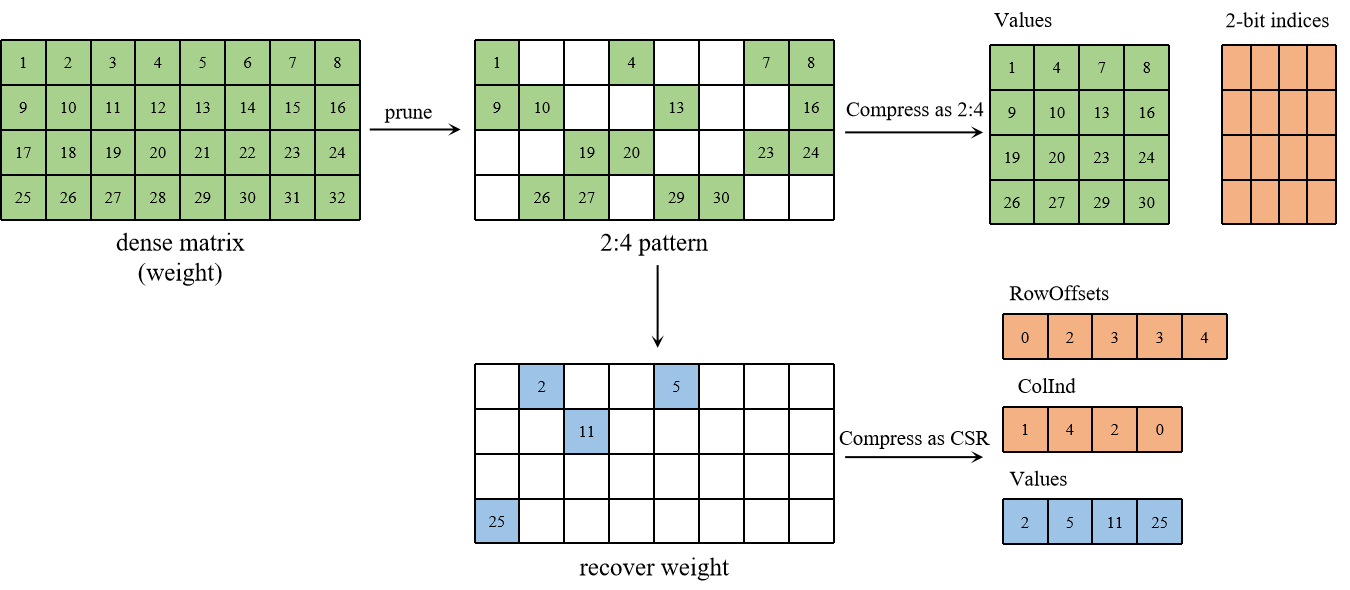 Values 2-bit indices
1 2 3 4 5 6 7 8
9 10 11 12 13 14 15 16
17 18 19 20 21 22 23 24
25 26 27 28 29 30 31 32
dense matrix
(weight)
prune
1 4 7 8
9 10 13 16
19 20 23 24
26 27 29 30
2:4 pattern
Compress as 2:4
1 4 7 8
9 10 13 16
19 20 23 24
26 27 29 30
2 5
11
25
recover weight
Compress as CSR
RowOffsets
0 2 3 3 4
ColInd
1 4 2 0
Values
2 5 11 25